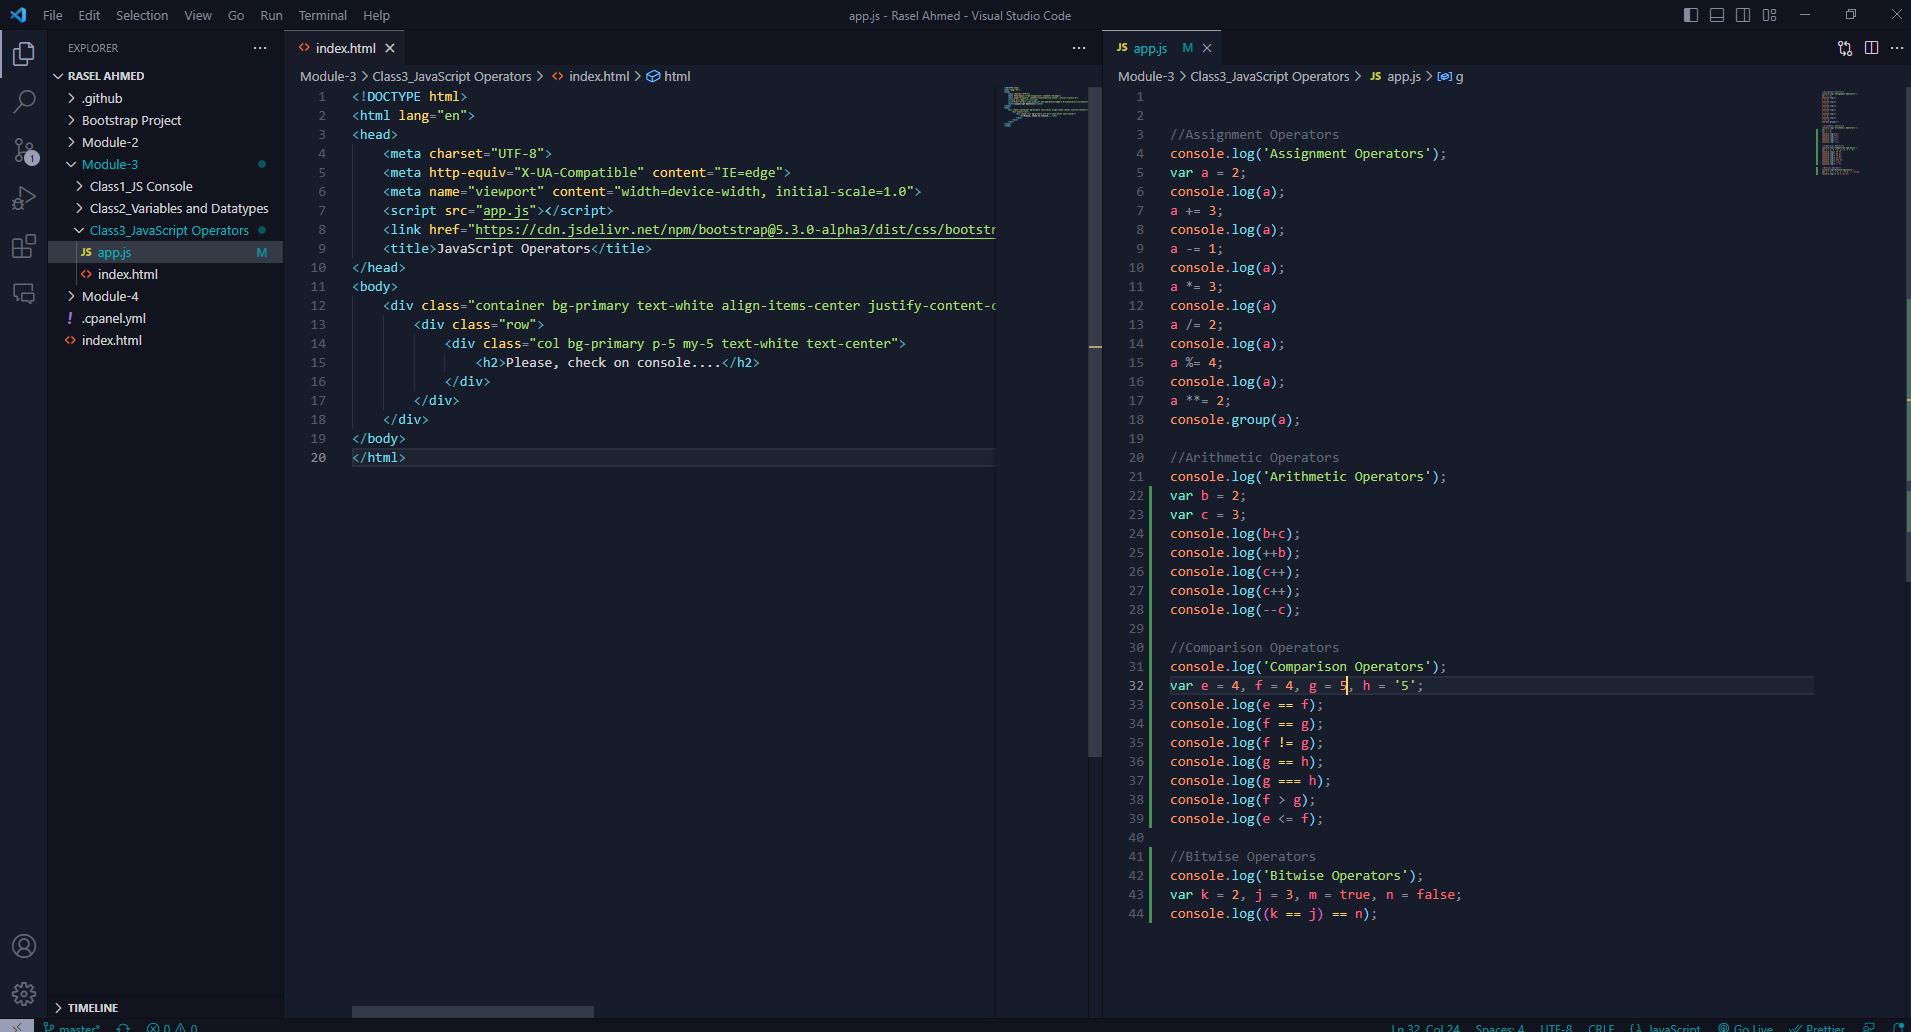 File Edit Selection View Go Run Terminal Help
app.js - Rasel Ahmed - Visual Studio Code
EXPLORER
RASEL AHMED
.github
Bootstrap Project
Module-2
Module-3
Class1_JS Console
Class2_Variables and Datatypes
Class3_JavaScript Operators
JS app.js M
<> index.html
Module-4
! .cpanel.yml
<> index.html
TIMELINE
1
<> index.html
Module-3 > Class3_JavaScript Operators > <> index.html > html
1 <!DOCTYPE html>
2 <html lang="en">
3 <head>
4 <meta charset="UTF-8">
5 <meta http-equiv="X-UA-Compatible" content="IE=edge">
6 <meta name="viewport" content="width=device-width, initial-scale=1.0">
7 <script src="app.js"></script>
8 <link href="https://cdn.jsdelivr.net/npm/bootstrap@5.3.0-alpha3/dist/css/bootstr
9 <title>JavaScript Operators</title>
10 </head>
11 <body>
12 <div class="container bg-primary text-white align-items-center justify-content-c
13 <div class="row">
14 <div class="col bg-primary p-5 my-5 text-white text-center">
15 <h2>Please, check on console....</h2>
16 </div>
17 </div>
18 </div>
19 </body>
20 </html>
JS app.js M
Module-3 > Class3_JavaScript Operators > JS app.js > g
1
2
3 //Assignment Operators
4 console.log('Assignment Operators');
5 var a = 2;
6 console.log(a);
7 a += 3;
8 console.log(a);
9 a -= 1;
10 console.log(a);
11 a *= 3;
12 console.log(a)
13 a /= 2;
14 console.log(a);
15 a %= 4;
16 console.log(a);
17 a **= 2;
18 console.group(a);
19
20 //Arithmetic Operators
21 console.log('Arithmetic Operators');
22 var b = 2;
23 var c = 3;
24 console.log(b+c);
25 console.log(++b);
26 console.log(c++);
27 console.log(c++);
28 console.log(--c);
29
30 //Comparison Operators
31 console.log('Comparison Operators');
32 var e = 4, f = 4, g = 5, h = '5';
33 console.log(e == f);
34 console.log(f == g);
35 console.log(f != g);
36 console.log(g == h);
37 console.log(g === h);
38 console.log(f > g);
39 console.log(e <= f);
40
41 //Bitwise Operators
42 console.log('Bitwise Operators');
43 var k = 2, j = 3, m = true, n = false;
44 console.log((k == j) == n);
master* 0 0 Ln 32, Col 24 Spaces: 4 UTF-8 CRLF {} JavaScript Go Live Prettier